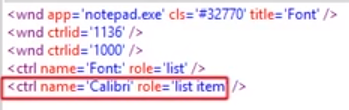 <wnd app='notepad.exe' cls='#32770' title='Font' />
<wnd ctrlid='1136' />
<wnd ctrlid='1000' />
<ctrl name='Font:' role='list' />
<ctrl name='Calibri' role='list item />